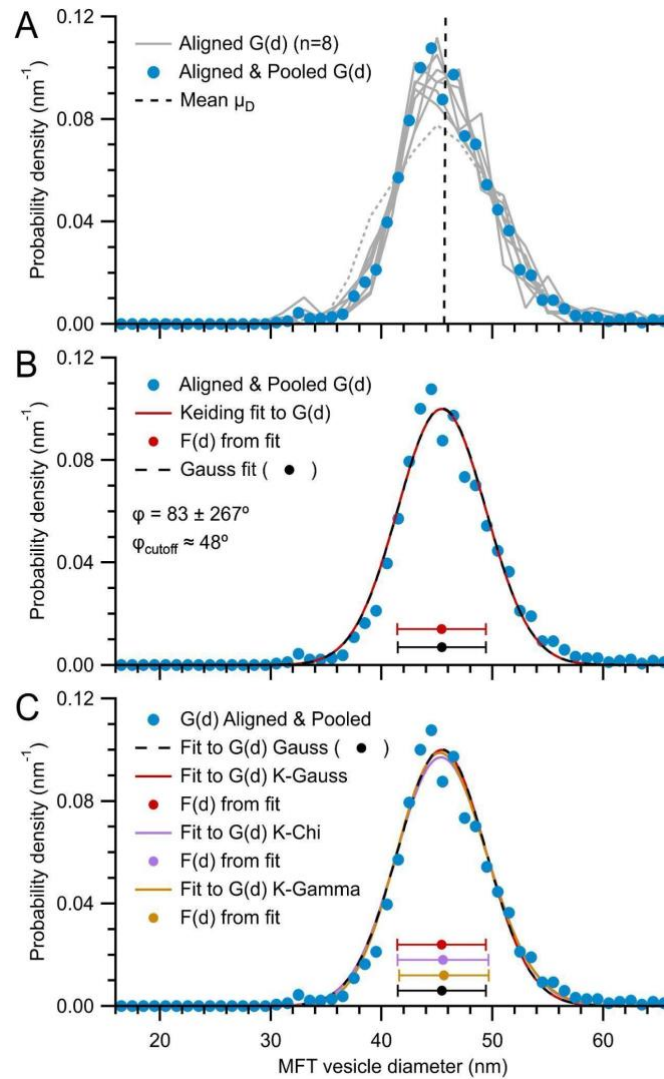 A
0.12
0.08
0.04
0.00
Probability density (nm⁻¹)
Aligned G(d) (n=8)
Aligned & Pooled G(d)
Mean μD
B
0.12
0.08
0.04
0.00
Probability density (nm⁻¹)
Aligned & Pooled G(d)
Keiding fit to G(d)
F(d) from fit
Gauss fit ( )
φ = 83 ± 267º
φcutoff ≈ 48º
C
0.12
0.08
0.04
0.00
Probability density (nm⁻¹)
G(d) Aligned & Pooled
Fit to G(d) Gauss ( )
Fit to G(d) K-Gauss
F(d) from fit
Fit to G(d) K-Chi
F(d) from fit
Fit to G(d) K-Gamma
F(d) from fit
20 30 40 50 60
MFT vesicle diameter (nm)